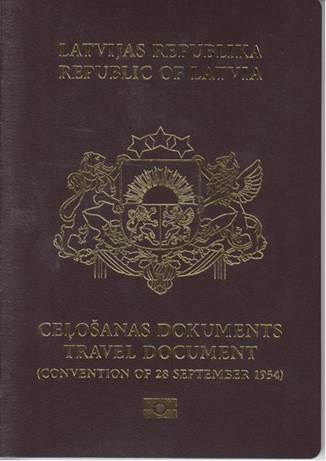 LATVIJAS REPUBLIKA
REPUBLIC OF LATVIA
CEĻOŠANAS DOKUMENTS
TRAVEL DOCUMENT
(CONVENTION OF 28 SEPTEMBER 1954)